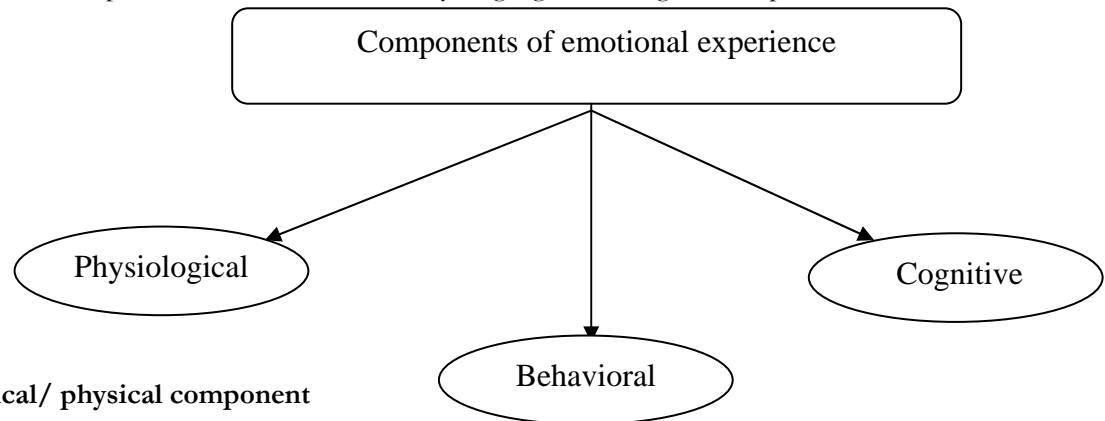 Components of emotional experience
Physiological
Cognitive
Behavioral
cal/ physical component